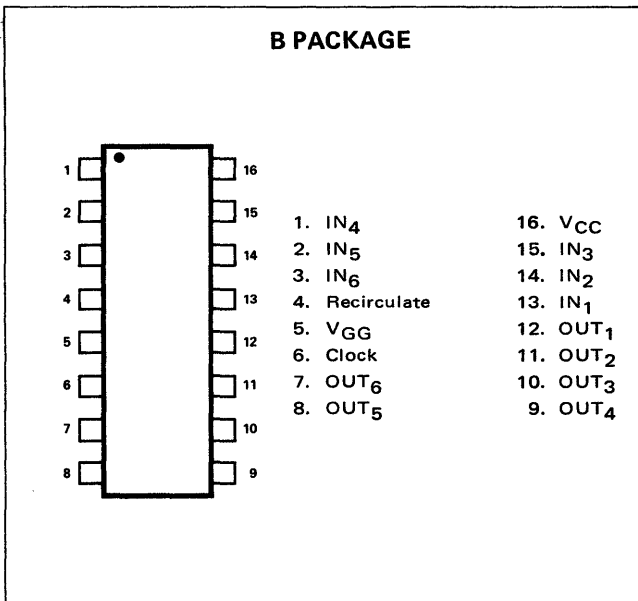 B PACKAGE
1 16
2 15
3 14
4 13
5 12
6 11
7 10
8 9
1. IN4
2. IN5
3. IN6
4. Recirculate
5. VGG
6. Clock
7. OUT6
8. OUT5
16. VCC
15. IN3
14. IN2
13. IN1
12. OUT1
11. OUT2
10. OUT3
9. OUT4